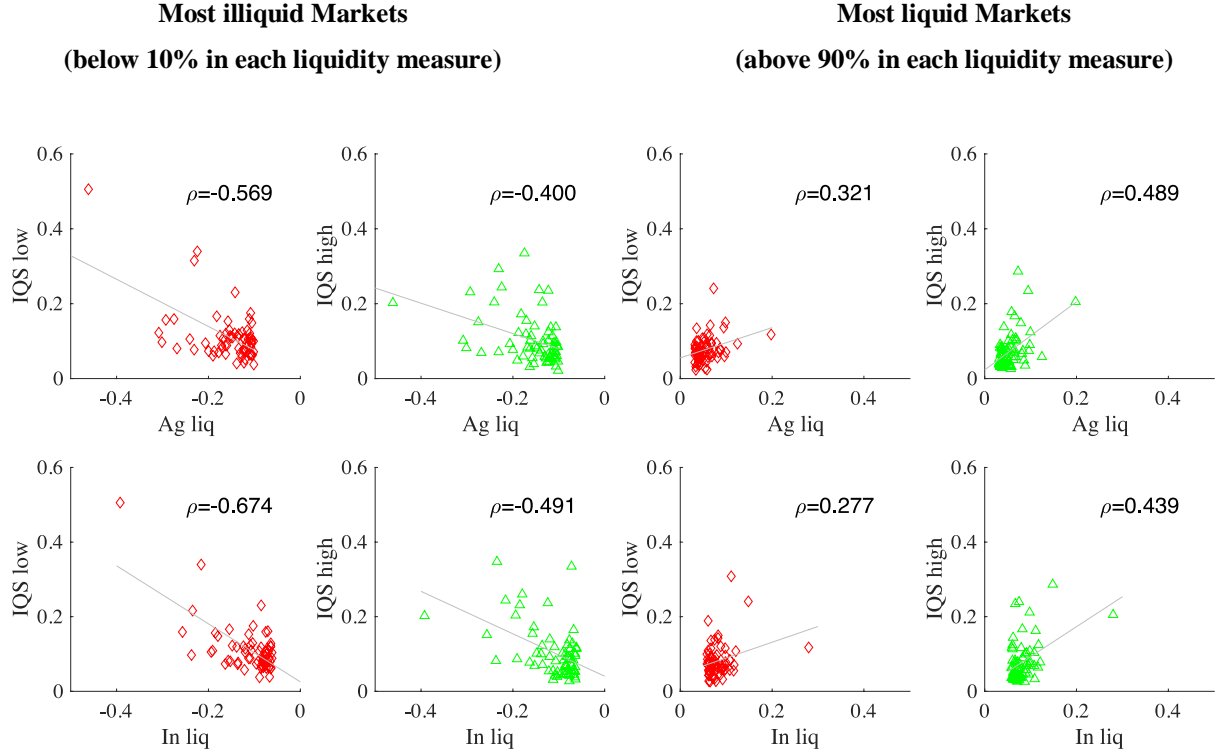 Most illiquid Markets
(below 10% in each liquidity measure)
Most liquid Markets
(above 90% in each liquidity measure)
0.6
0.4
0.2
0
IQS low
ρ=-0.569
-0.4
-0.2
0
Ag liq
0.6
0.4
0.2
0
IQS high
ρ=-0.400
-0.4
-0.2
0
Ag liq
0.6
0.4
0.2
0
IQS low
ρ=0.321
0
0.2
0.4
Ag liq
0.6
0.4
0.2
0
IQS high
ρ=0.489
0
0.2
0.4
Ag liq
0.6
0.4
0.2
0
IQS low
ρ=-0.674
-0.4
-0.2
0
In liq
0.6
0.4
0.2
0
IQS high
ρ=-0.491
-0.4
-0.2
0
In liq
0.6
0.4
0.2
0
IQS low
ρ=0.277
0
0.2
0.4
In liq
0.6
0.4
0.2
0
IQS high
ρ=0.439
0
0.2
0.4
In liq